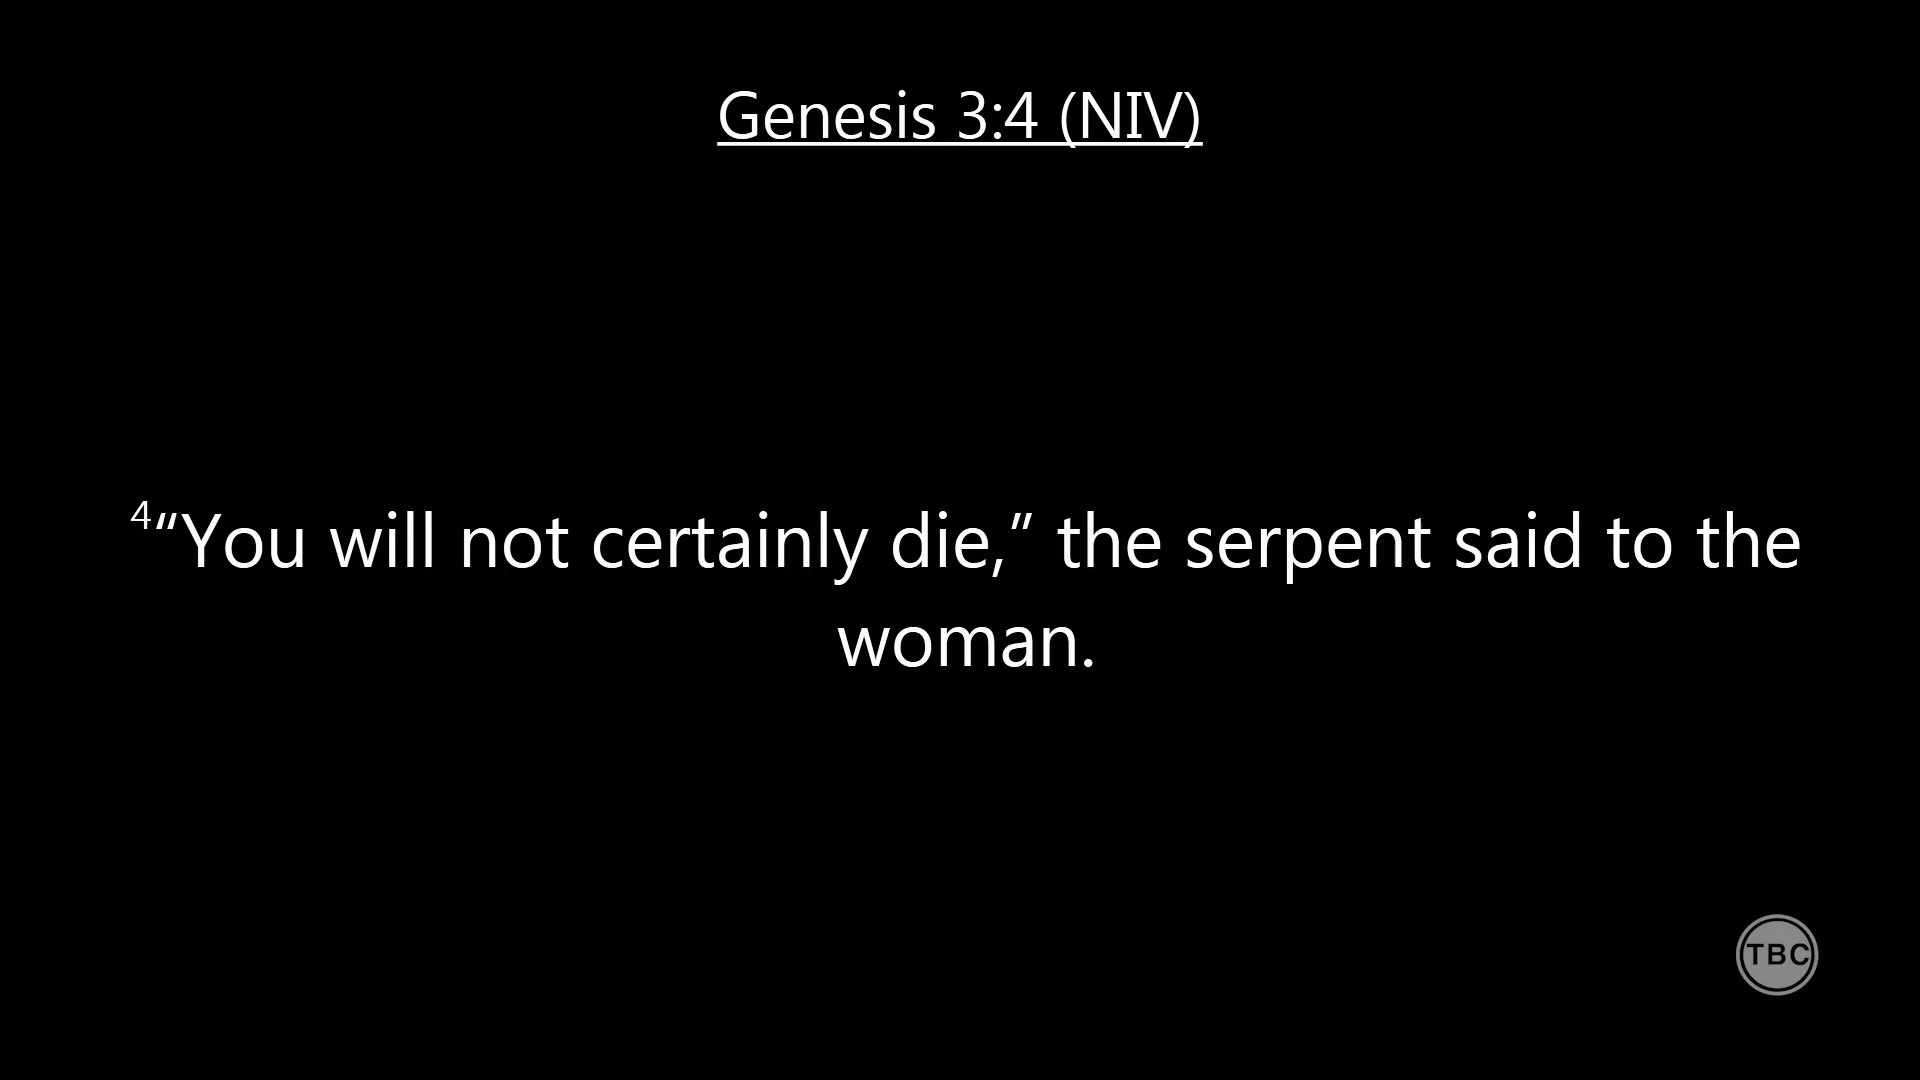 Genesis 3:4 (NIV)
⁴“You will not certainly die,” the serpent said to the
woman.
TBC